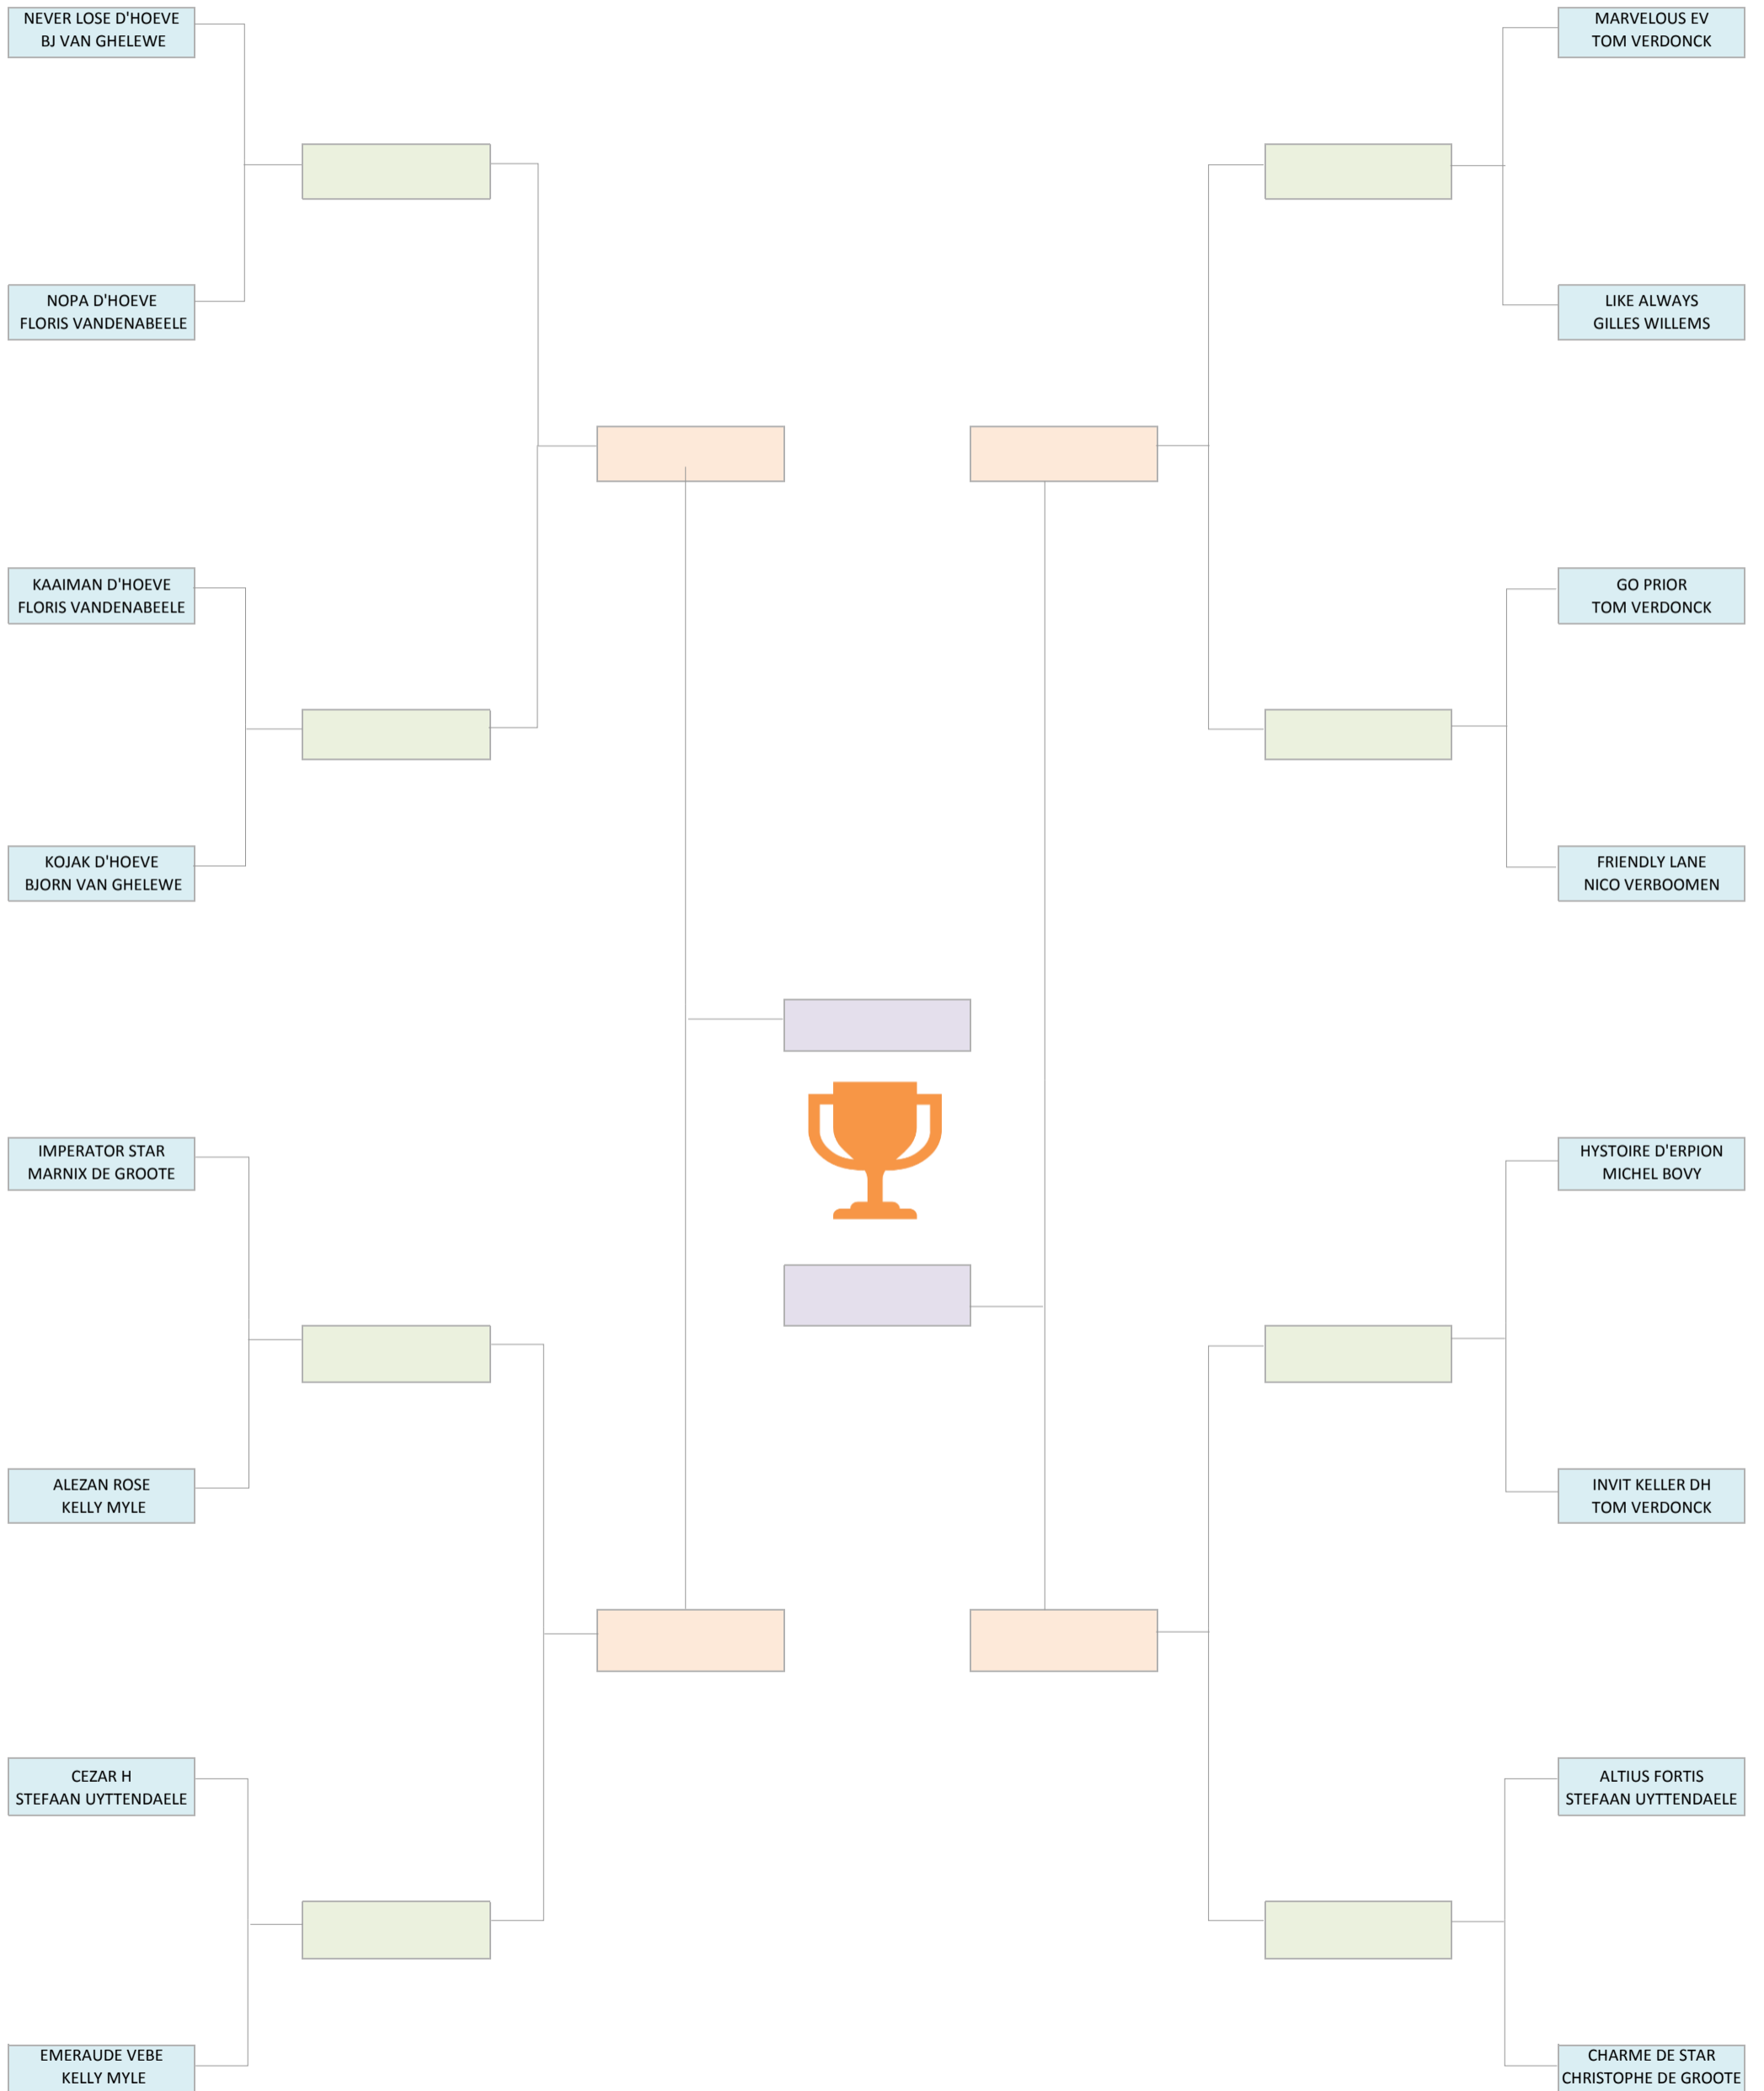 NEVER LOSE D'HOEVE
BJ VAN GHELEWE
MARVELOUS EV
TOM VERDONCK
NOPA D'HOEVE
FLORIS VANDENABEELE
LIKE ALWAYS
GILLES WILLEMS
KAAIMAN D'HOEVE
FLORIS VANDENABEELE
GO PRIOR
TOM VERDONCK
KOJAK D'HOEVE
BJORN VAN GHELEWE
FRIENDLY LANE
NICO VERBOOMEN
IMPERATOR STAR
MARNIX DE GROOTE
HYSTOIRE D'ERPION
MICHEL BOVY
ALEZAN ROSE
KELLY MYLE
INVIT KELLER DH
TOM VERDONCK
CEZAR H
STEFAAN UYTTENDAELE
ALTIUS FORTIS
STEFAAN UYTTENDAELE
EMERAUDE VEBE
KELLY MYLE
CHARME DE STAR
CHRISTOPHE DE GROOTE